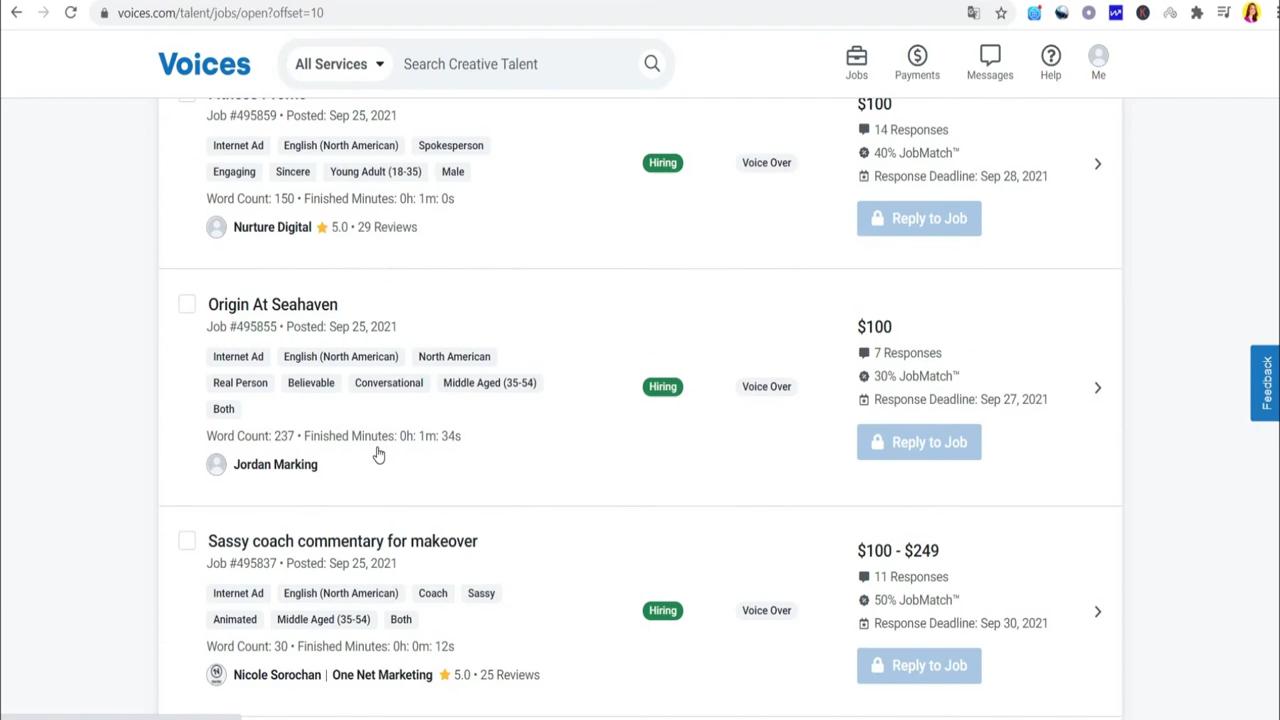 voices.com/talent/jobs/open?offset=10
Voices
All Services
Search Creative Talent
Jobs
Payments
Messages
Help
Me
Job #495859 • Posted: Sep 25, 2021
Internet Ad
English (North American)
Spokesperson
Engaging
Sincere
Young Adult (18-35)
Male
Word Count: 150 • Finished Minutes: 0h: 1m: 0s
Nurture Digital 5.0 • 29 Reviews
Hiring
Voice Over
$100
14 Responses
40% JobMatch™
Response Deadline: Sep 28, 2021
Reply to Job
Origin At Seahaven
Job #495855 • Posted: Sep 25, 2021
Internet Ad
English (North American)
North American
Real Person
Believable
Conversational
Middle Aged (35-54)
Both
Word Count: 237 • Finished Minutes: 0h: 1m: 34s
Jordan Marking
Hiring
Voice Over
$100
7 Responses
30% JobMatch™
Response Deadline: Sep 27, 2021
Reply to Job
Feedback
Sassy coach commentary for makeover
Job #495837 • Posted: Sep 25, 2021
Internet Ad
English (North American)
Coach
Sassy
Animated
Middle Aged (35-54)
Both
Word Count: 30 • Finished Minutes: 0h: 0m: 12s
Nicole Sorochan | One Net Marketing 5.0 • 25 Reviews
Hiring
Voice Over
$100 - $249
11 Responses
50% JobMatch™
Response Deadline: Sep 30, 2021
Reply to Job